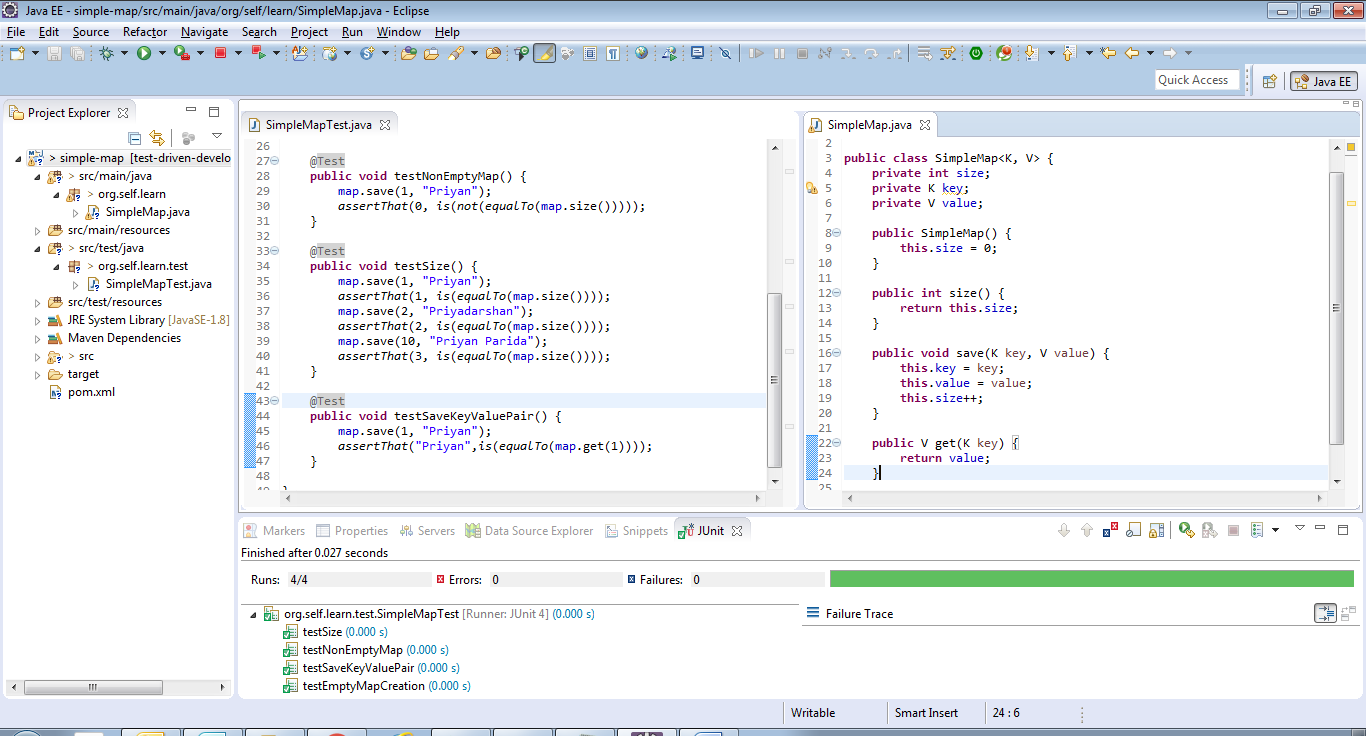 Java EE - simple-map/src/main/java/org/self/learn/SimpleMap.java - Eclipse
File Edit Source Refactor Navigate Search Project Run Window Help
Quick Access
Java EE
Project Explorer
> simple-map [test-driven-develo
> src/main/java
> org.self.learn
SimpleMap.java
src/main/resources
> src/test/java
> org.self.learn.test
SimpleMapTest.java
src/test/resources
JRE System Library [JavaSE-1.8]
Maven Dependencies
> src
target
pom.xml
SimpleMapTest.java
26
27 @Test
28 public void testNonEmptyMap() {
29 map.save(1, "Priyan");
30 assertThat(0, is(not(equalTo(map.size()))));
31 }
32
33 @Test
34 public void testSize() {
35 map.save(1, "Priyan");
36 assertThat(1, is(equalTo(map.size())));
37 map.save(2, "Priyadarshan");
38 assertThat(2, is(equalTo(map.size())));
39 map.save(10, "Priyan Parida");
40 assertThat(3, is(equalTo(map.size())));
41 }
42
43 @Test
44 public void testSaveKeyValuePair() {
45 map.save(1, "Priyan");
46 assertThat("Priyan",is(equalTo(map.get(1))));
47 }
48
49 }
SimpleMap.java
2
3 public class SimpleMap<K, V> {
4 private int size;
5 private K key;
6 private V value;
7
8 public SimpleMap() {
9 this.size = 0;
10 }
11
12 public int size() {
13 return this.size;
14 }
15
16 public void save(K key, V value) {
17 this.key = key;
18 this.value = value;
19 this.size++;
20 }
21
22 public V get(K key) {
23 return value;
24 }
25
Markers Properties Servers Data Source Explorer Snippets JUnit
Finished after 0.027 seconds
Runs: 4/4 Errors: 0 Failures: 0
org.self.learn.test.SimpleMapTest [Runner: JUnit 4] (0.000 s)
testSize (0.000 s)
testNonEmptyMap (0.000 s)
testSaveKeyValuePair (0.000 s)
testEmptyMapCreation (0.000 s)
Failure Trace
Writable Smart Insert 24 : 6